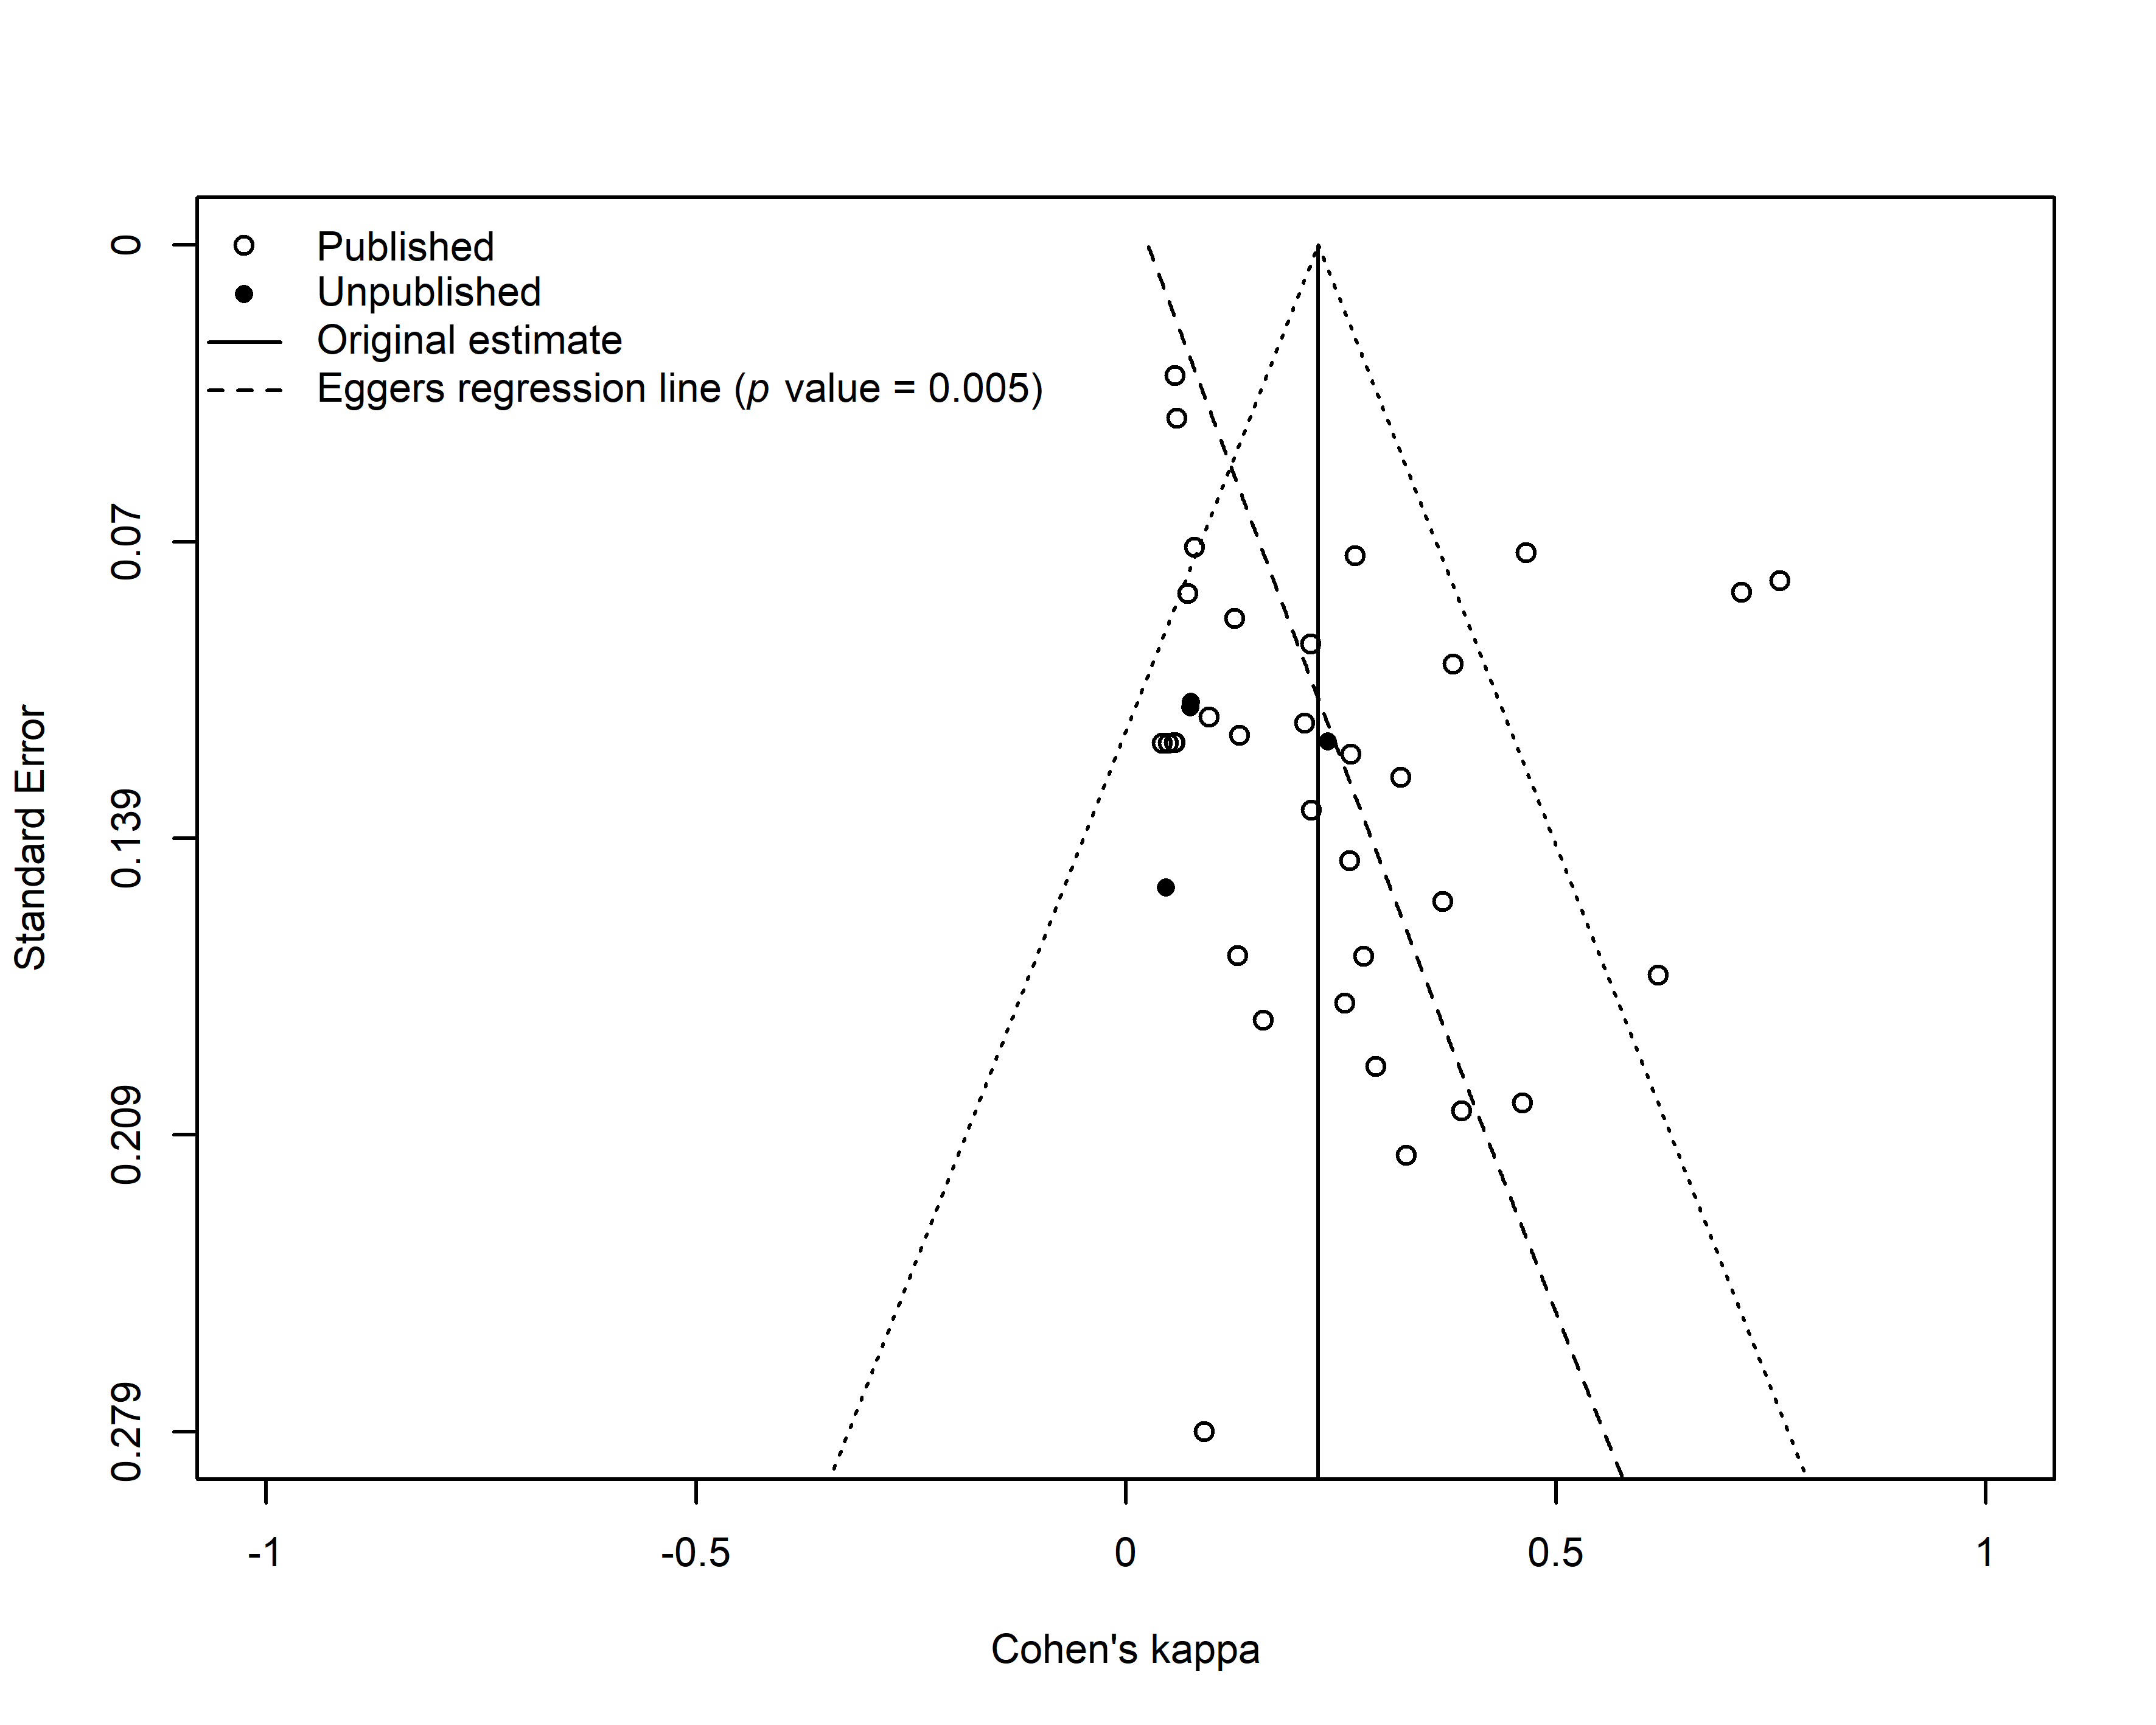 Published
Unpublished
Original estimate
Eggers regression line (p value = 0.005)
Standard Error
0
0.07
0.139
0.209
0.279
-1
-0.5
0
0.5
1
Cohen's kappa